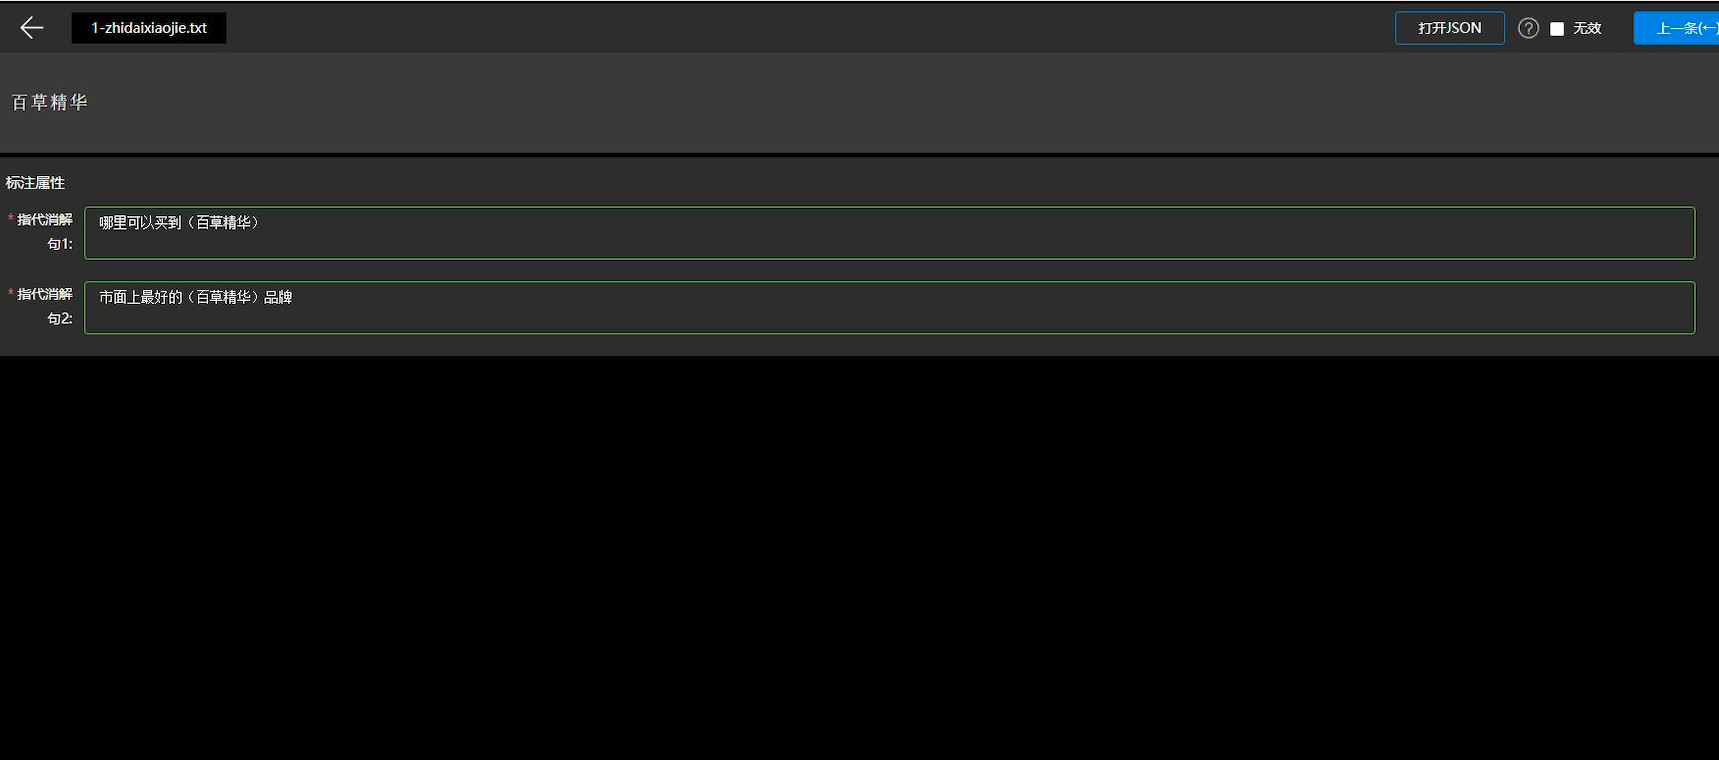 1-zhidaixiaojie.txt 打开JSON ? 无效 上一条(←)
百草精华
标注属性
* 指代消解句1: 哪里可以买到（百草精华）
* 指代消解句2: 市面上最好的（百草精华）品牌